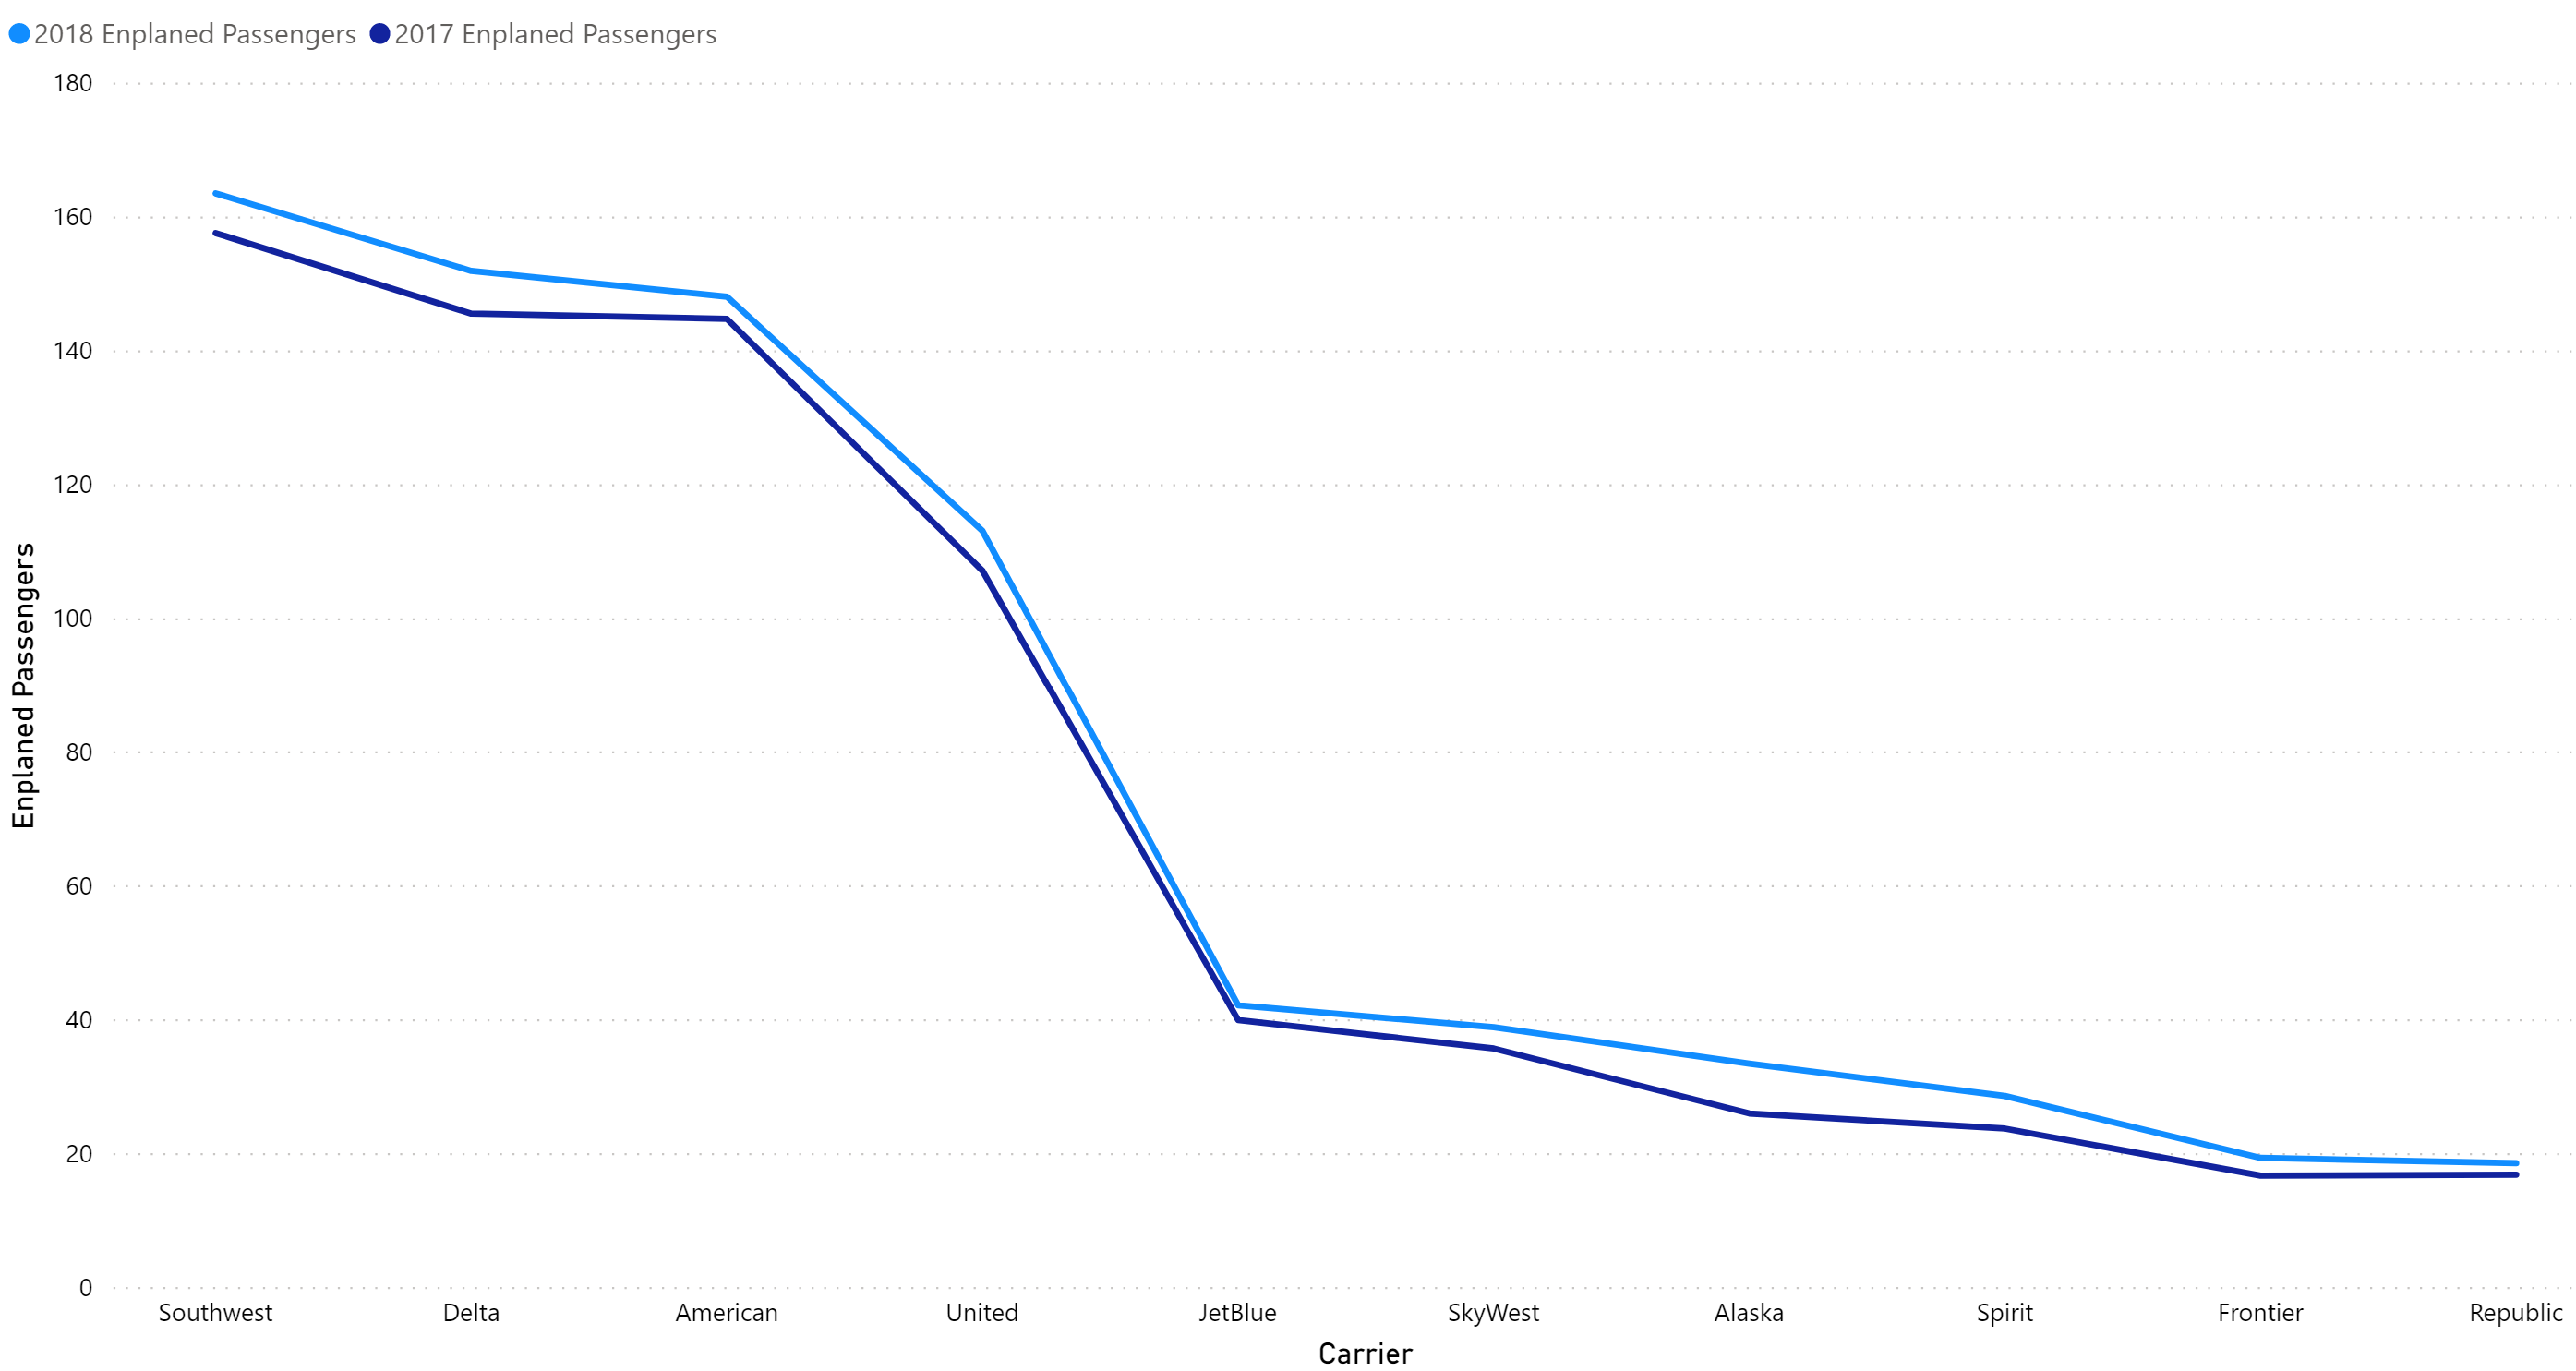 2018 Enplaned Passengers 2017 Enplaned Passengers
180
160
140
120
100
80
60
40
20
0
Enplaned Passengers
Southwest Delta American United JetBlue SkyWest Alaska Spirit Frontier Republic
Carrier